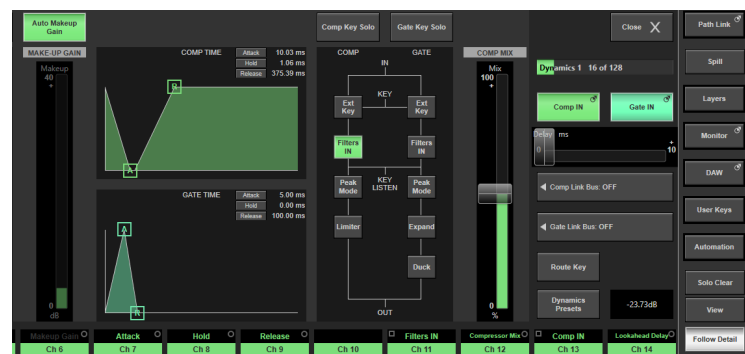 Auto Makeup
Gain
Comp Key Solo
Gate Key Solo
Close X
Path Link
MAKE-UP GAIN
Makeup
40
+
0
dB
COMP TIME
Attack 10.03 ms
Hold 1.06 ms
Release 375.39 ms
R
A
GATE TIME
Attack 5.00 ms
Hold 0.00 ms
Release 100.00 ms
A
R
COMP GATE
IN
KEY
Ext
Key
Ext
Key
Filters
IN
Filters
IN
KEY
LISTEN
Peak
Mode
Peak
Mode
Limiter
Expand
Duck
OUT
COMP MIX
Mix
100
+
0
%
Dynamics 1 16 of 128
Comp IN
Gate IN
Delay ms
0
+
10
Comp Link Bus: OFF
Gate Link Bus: OFF
Route Key
Dynamics
Presets
-23.73dB
Spill
Layers
Monitor
DAW
User Keys
Automation
Solo Clear
View
Follow Detail
Makeup Gain
Attack
Hold
Release
Filters IN
Compressor Mix
Comp IN
Lookahead Delay
Ch 6
Ch 7
Ch 8
Ch 9
Ch 10
Ch 11
Ch 12
Ch 13
Ch 14